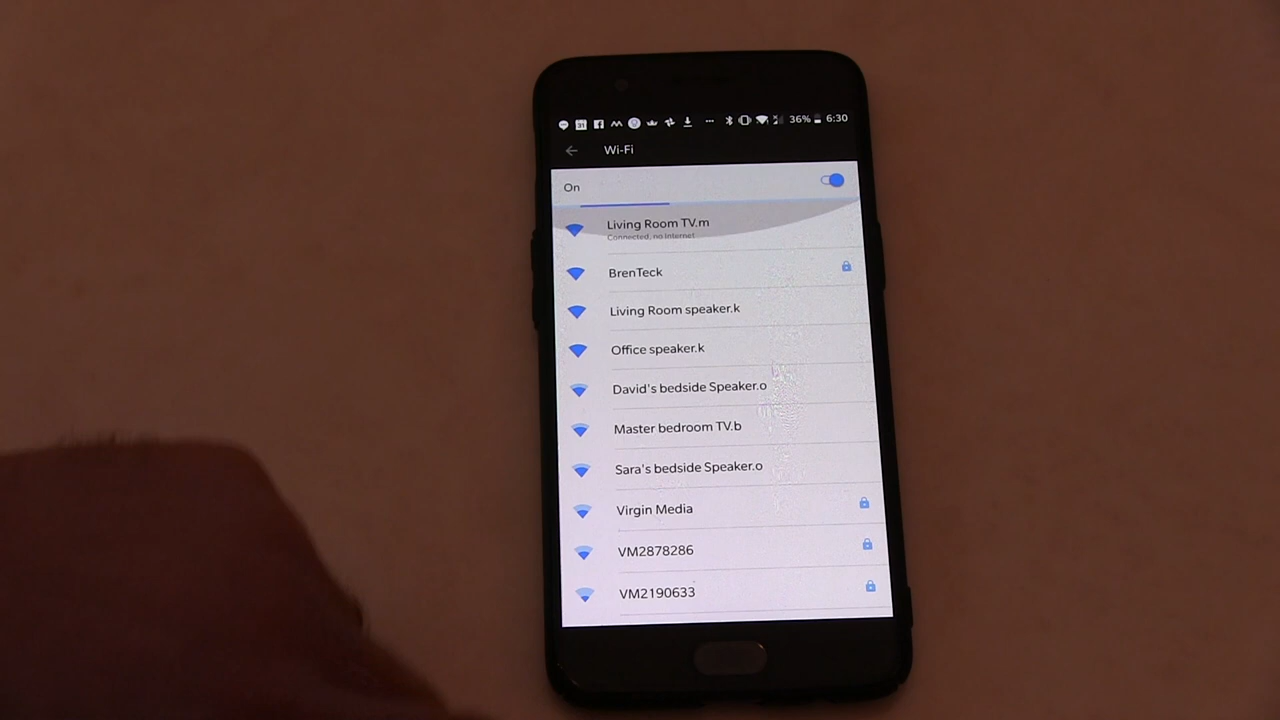 36% 6:30
Wi-Fi
On
Living Room TV.m
Connected, no Internet
BrenTeck
Living Room speaker.k
Office speaker.k
David's bedside Speaker.o
Master bedroom TV.b
Sara's bedside Speaker.o
Virgin Media
VM2878286
VM2190633